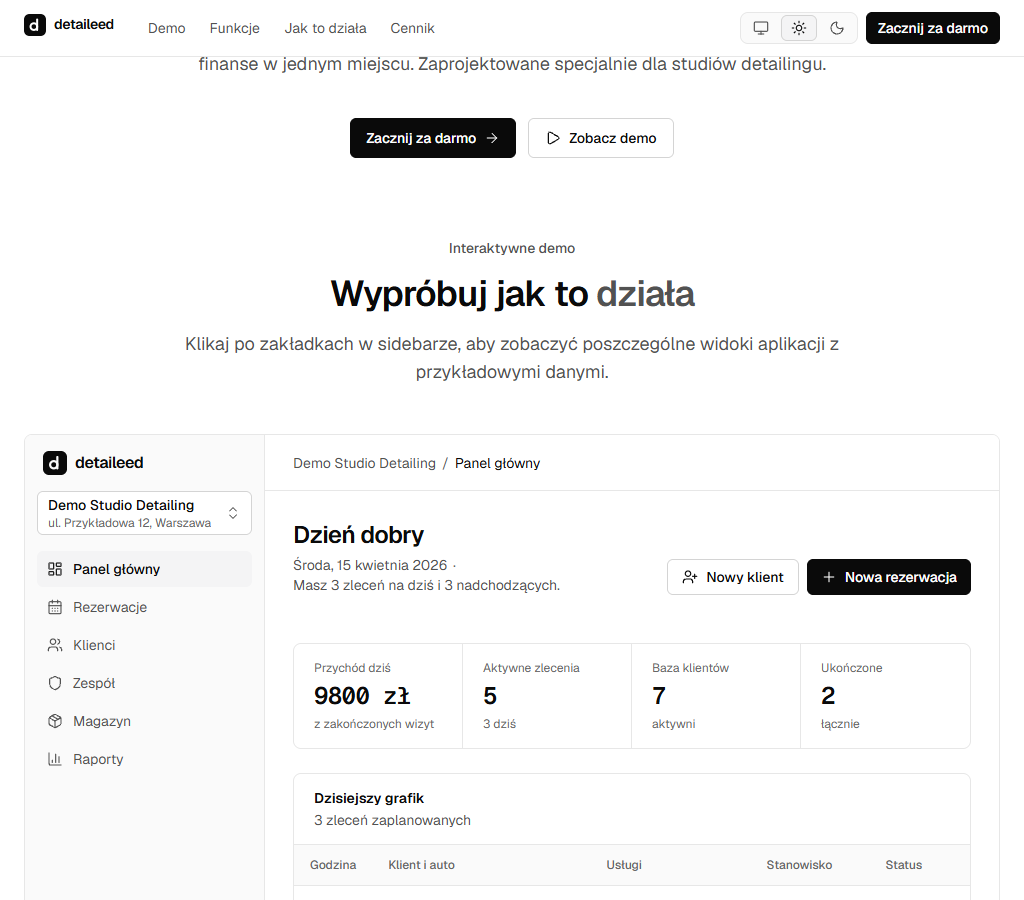 detaileed
Demo
Funkcje
Jak to działa
Cennik
Zacznij za darmo
finanse w jednym miejscu. Zaprojektowane specjalnie dla studiów detailingu.
Zacznij za darmo
Zobacz demo
Interaktywne demo
Wypróbuj jak to działa
Klikaj po zakładkach w sidebarze, aby zobaczyć poszczególne widoki aplikacji z
przykładowymi danymi.
detaileed
Demo Studio Detailing
ul. Przykładowa 12, Warszawa
Panel główny
Rezerwacje
Klienci
Zespół
Magazyn
Raporty
Demo Studio Detailing / Panel główny
Dzień dobry
Środa, 15 kwietnia 2026 ·
Masz 3 zleceń na dziś i 3 nadchodzących.
Nowy klient
Nowa rezerwacja
Przychód dziś
9800 zł
z zakończonych wizyt
Aktywne zlecenia
5
3 dziś
Baza klientów
7
aktywni
Ukończone
2
łącznie
Dzisiejszy grafik
3 zleceń zaplanowanych
Godzina
Klient i auto
Usługi
Stanowisko
Status